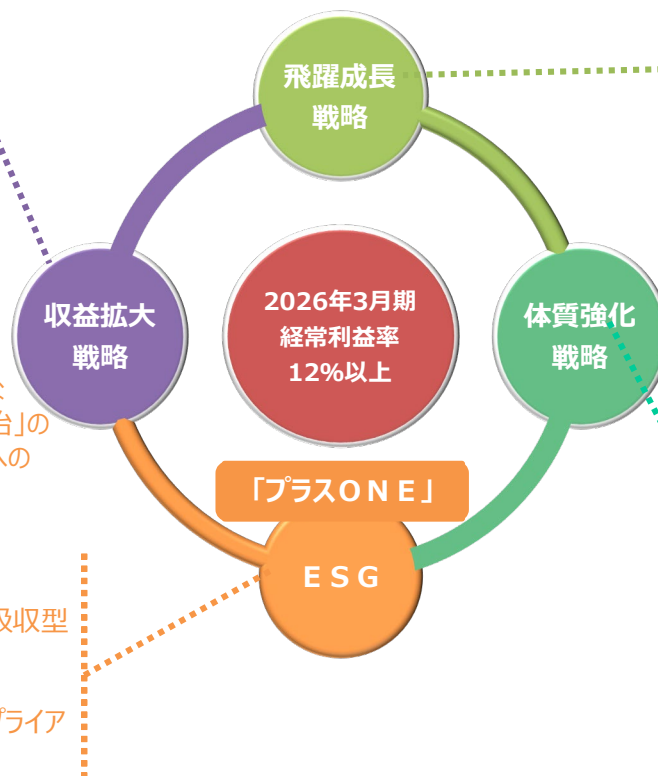 飛躍成長
戦略
収益拡大
戦略
2026年3月期
経常利益率
12%以上
体質強化
戦略
台」の
への
「プラスＯＮＥ」
ＥＳＧ
吸収型
プライア